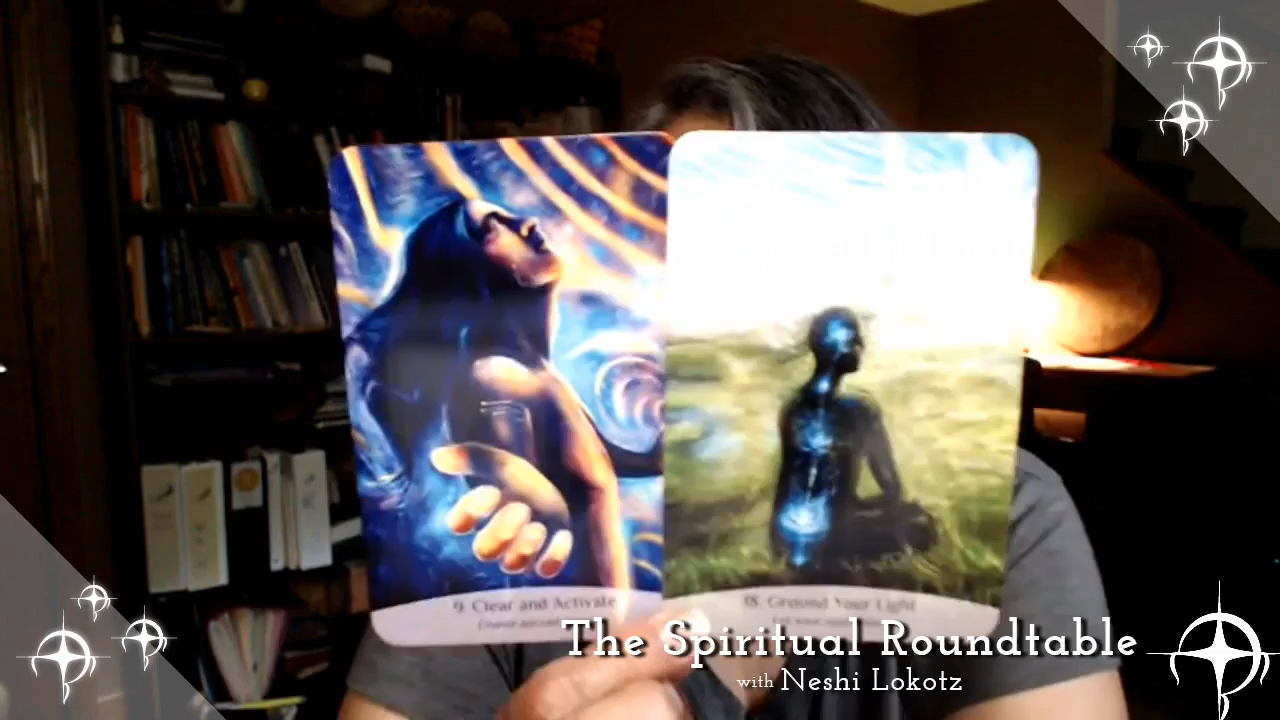 9. Clear and Activate
18. Ground Your Light
The Spiritual Roundtable
with Neshi Lokotz